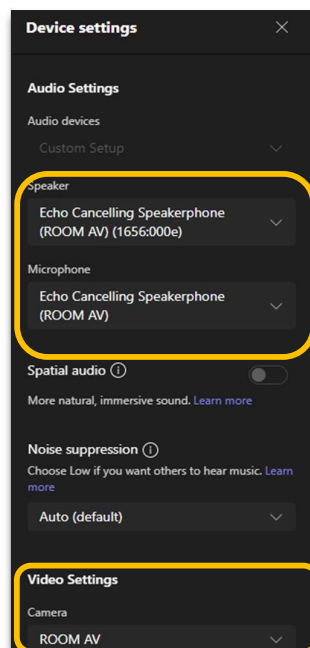 Device settings
Audio Settings
Audio devices
Custom Setup
Speaker
Echo Cancelling Speakerphone
(ROOM AV) (1656:000e)
Microphone
Echo Cancelling Speakerphone
(ROOM AV)
Spatial audio
More natural, immersive sound. Learn more
Noise suppression
Choose Low if you want others to hear music. Learn
more
Auto (default)
Video Settings
Camera
ROOM AV